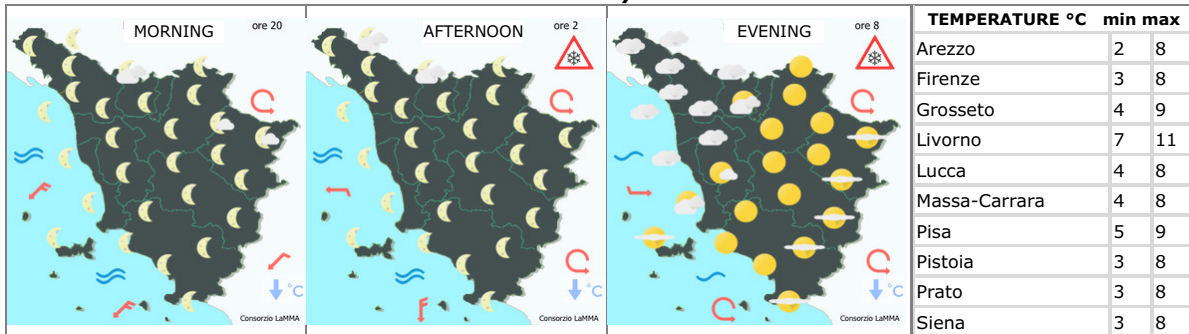 MORNING ore 20
AFTERNOON ore 2
EVENING ore 8
°C
Consorzio LaMMA
°C
Consorzio LaMMA
°C
Consorzio LaMMA
TEMPERATURE °C min max
Arezzo 2 8
Firenze 3 8
Grosseto 4 9
Livorno 7 11
Lucca 4 8
Massa-Carrara 4 8
Pisa 5 9
Pistoia 3 8
Prato 3 8
Siena 3 8